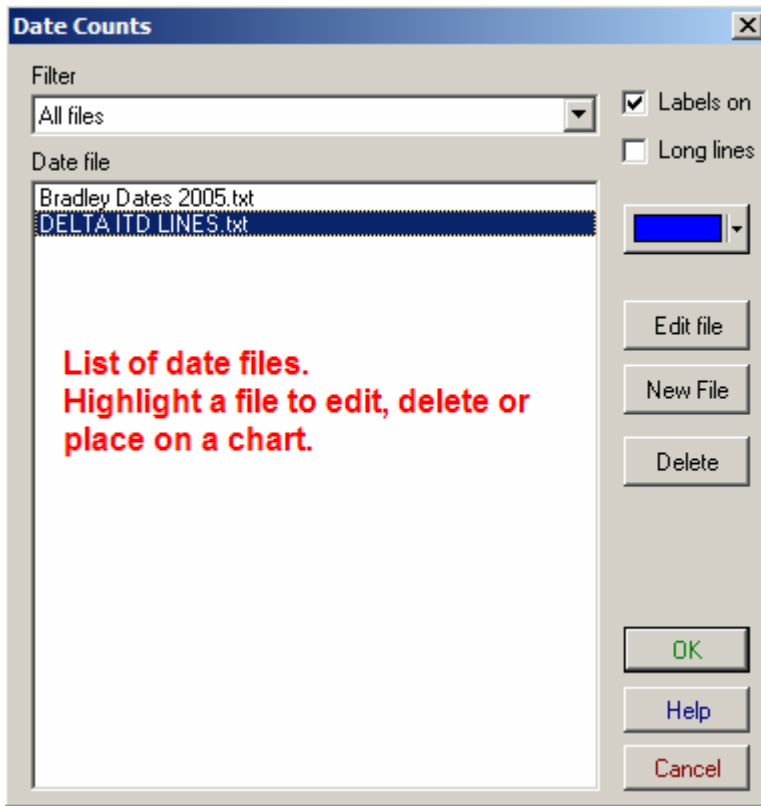 Date Counts
Filter
All files
Labels on
Long lines
Date file
Bradley Dates 2005.txt
DELTA ITD LINES.txt
List of date files.
Highlight a file to edit, delete or
place on a chart.
Edit file
New File
Delete
OK
Help
Cancel